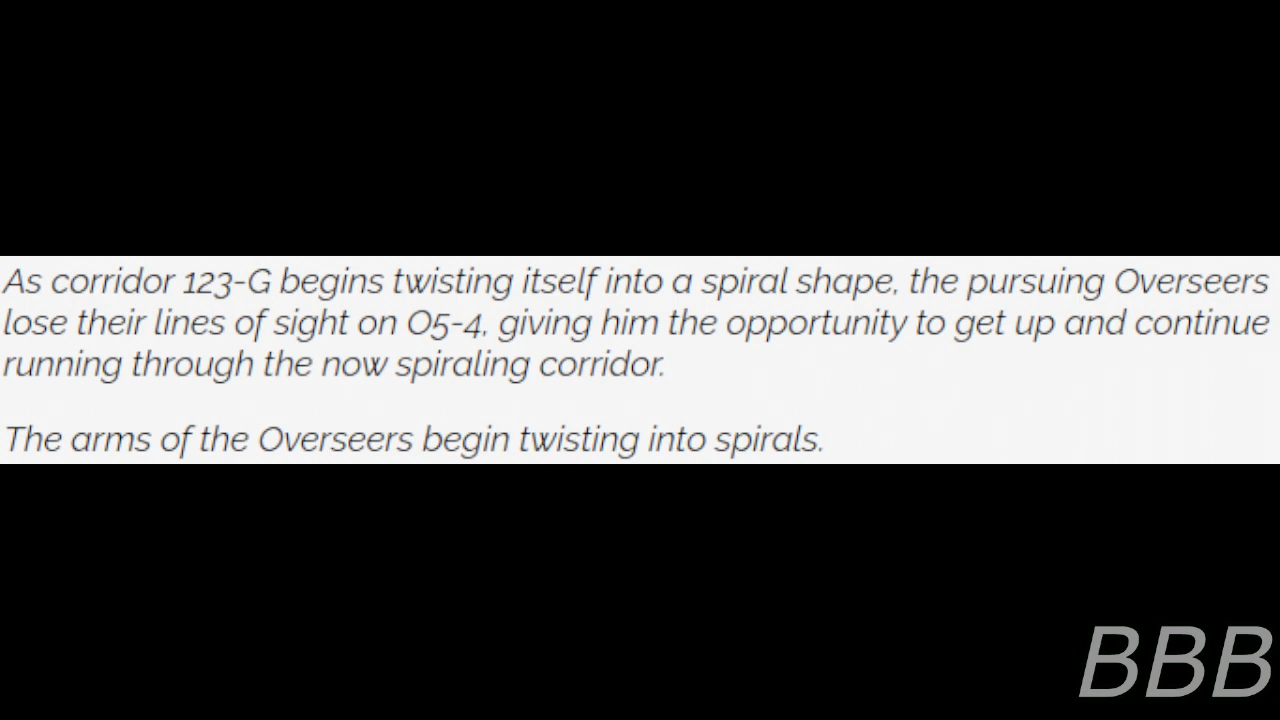 As corridor 123-G begins twisting itself into a spiral shape, the pursuing Overseers
lose their lines of sight on O5-4, giving him the opportunity to get up and continue
running through the now spiraling corridor.
The arms of the Overseers begin twisting into spirals.
BBB